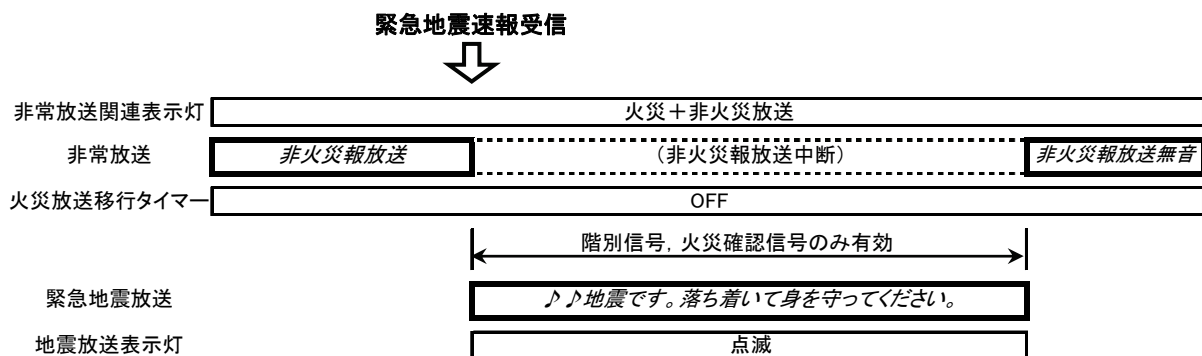 緊急地震速報受信
非常放送関連表示灯 火災+非火災放送
非常放送 非火災報放送 (非火災報放送中断) 非火災報放送無音
火災放送移行タイマー OFF
階別信号,火災確認信号のみ有効
緊急地震放送 ♪♪地震です。落ち着いて身を守ってください。
地震放送表示灯 点滅